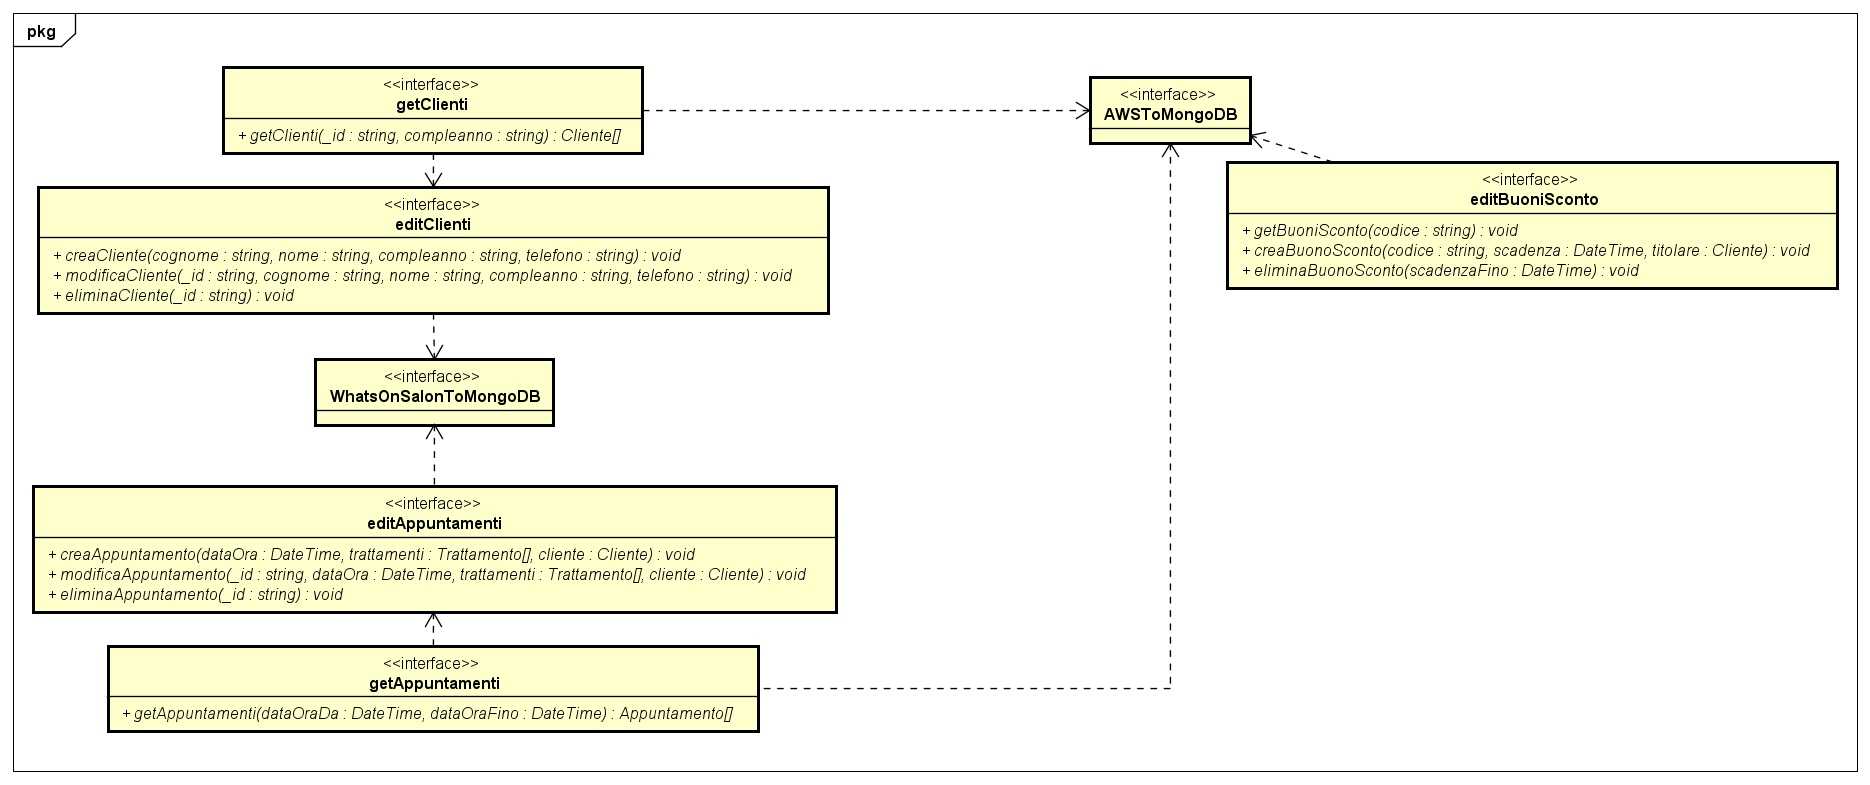 pkg
<<interface>>
getClienti
+ getClienti(_id : string, compleanno : string) : Cliente[]
<<interface>>
AWSToMongoDB
<<interface>>
editBuoniSconto
+ getBuoniSconto(codice : string) : void
+ creaBuonoSconto(codice : string, scadenza : DateTime, titolare : Cliente) : void
+ eliminaBuonoSconto(scadenzaFino : DateTime) : void
<<interface>>
editClienti
+ creaCliente(cognome : string, nome : string, compleanno : string, telefono : string) : void
+ modificaCliente(_id : string, cognome : string, nome : string, compleanno : string, telefono : string) : void
+ eliminaCliente(_id : string) : void
<<interface>>
WhatsOnSalonToMongoDB
<<interface>>
editAppuntamenti
+ creaAppuntamento(dataOra : DateTime, trattamenti : Trattamento[], cliente : Cliente) : void
+ modificaAppuntamento(_id : string, dataOra : DateTime, trattamenti : Trattamento[], cliente : Cliente) : void
+ eliminaAppuntamento(_id : string) : void
<<interface>>
getAppuntamenti
+ getAppuntamenti(dataOraDa : DateTime, dataOraFino : DateTime) : Appuntamento[]